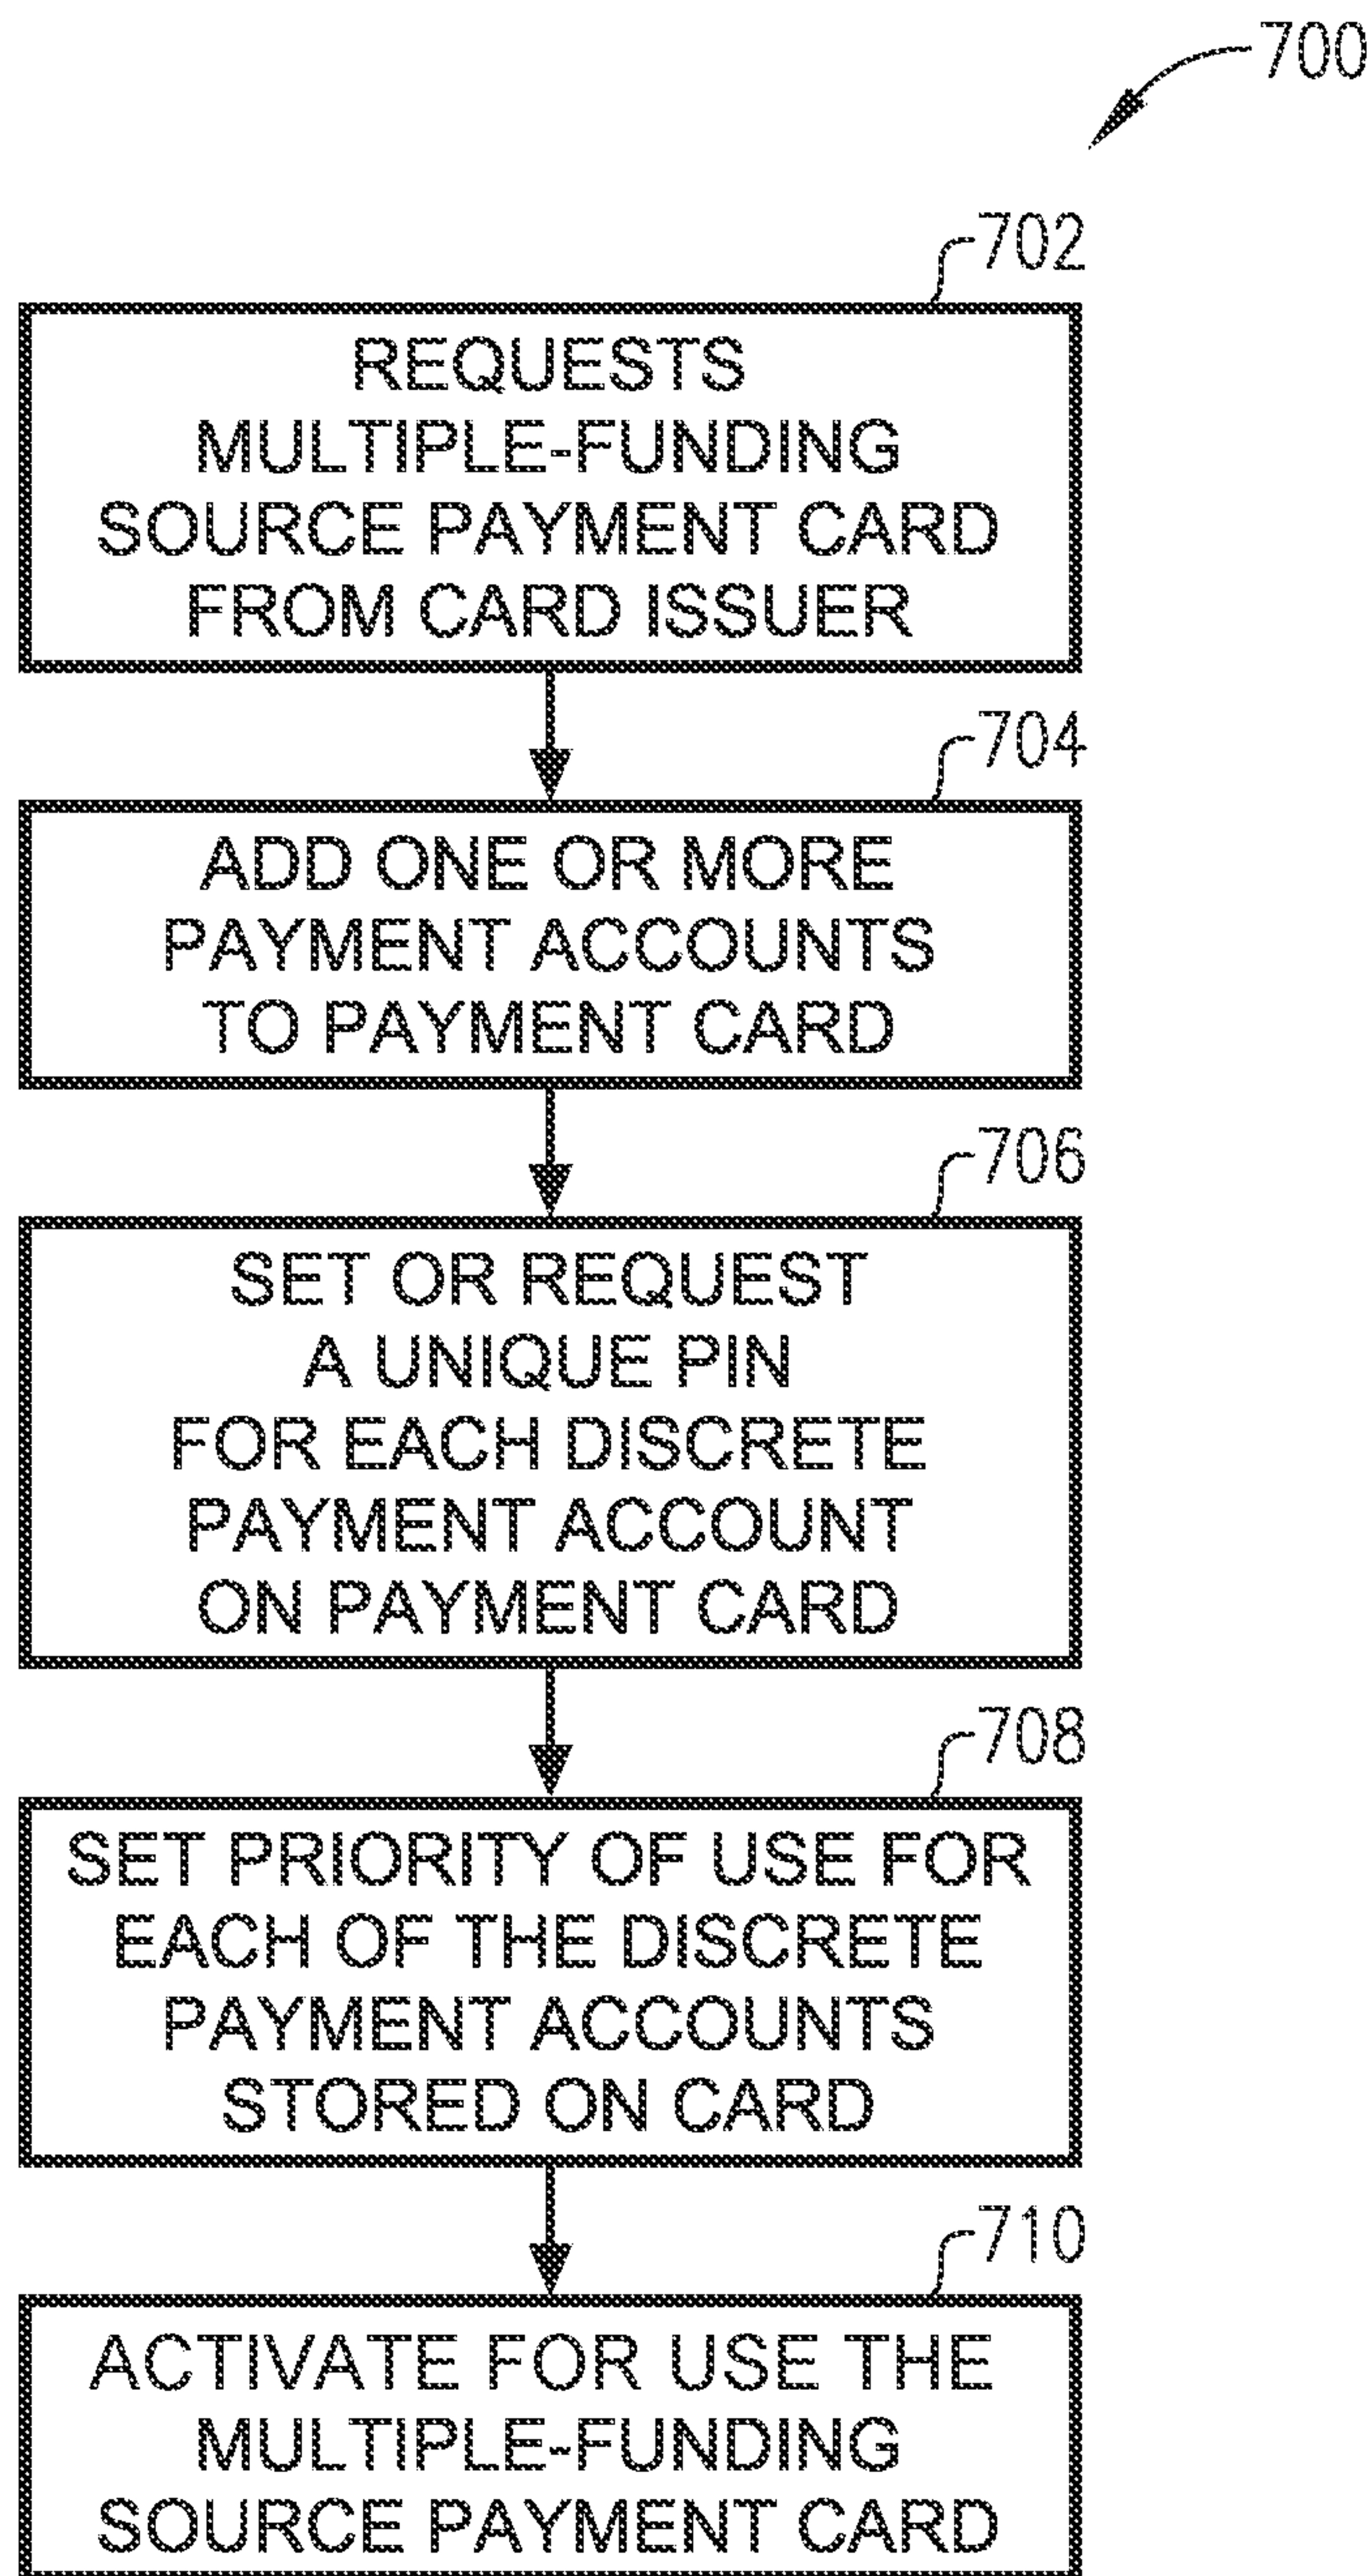 700
702
REQUESTS
MULTIPLE-FUNDING
SOURCE PAYMENT CARD
FROM CARD ISSUER
704
ADD ONE OR MORE
PAYMENT ACCOUNTS
TO PAYMENT CARD
706
SET OR REQUEST
A UNIQUE PIN
FOR EACH DISCRETE
PAYMENT ACCOUNT
ON PAYMENT CARD
708
SET PRIORITY OF USE FOR
EACH OF THE DISCRETE
PAYMENT ACCOUNTS
STORED ON CARD
710
ACTIVATE FOR USE THE
MULTIPLE-FUNDING
SOURCE PAYMENT CARD